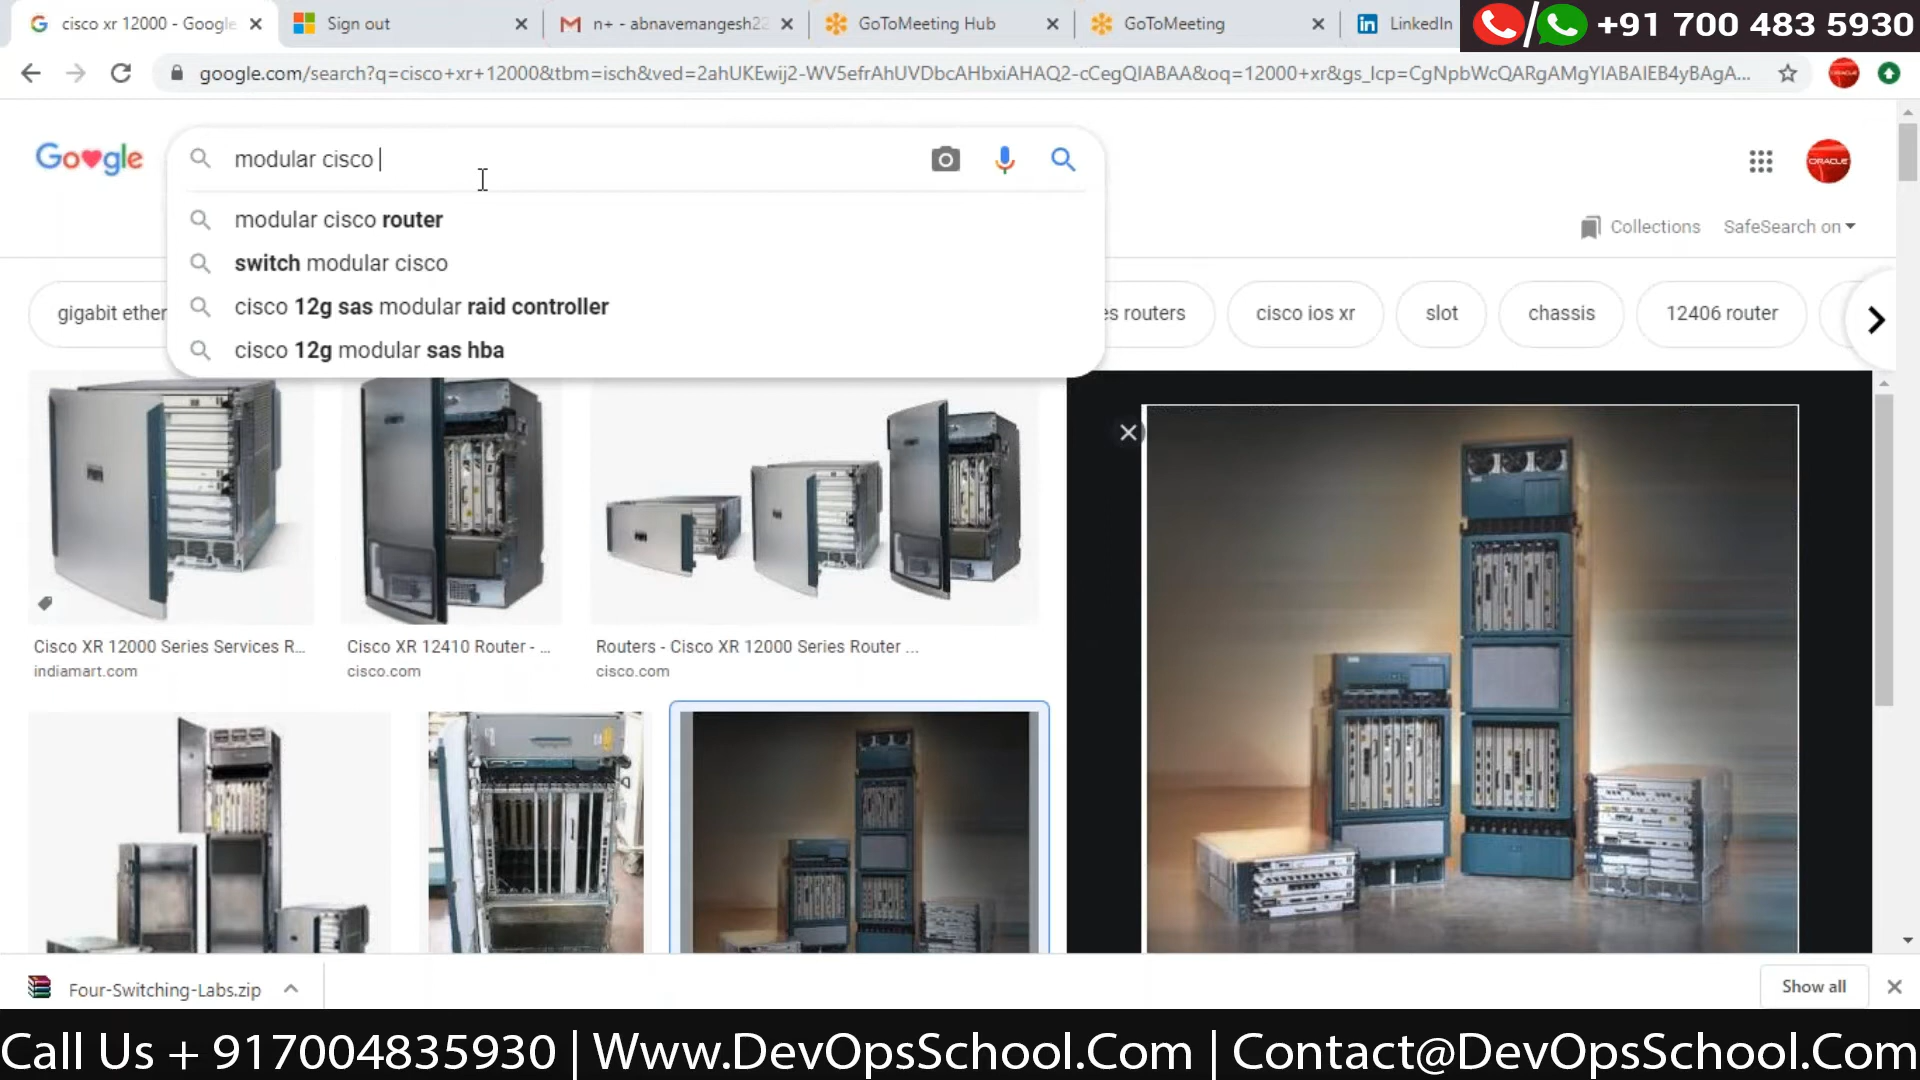 cisco xr 12000 - Google
Sign out
n+ - abnavemangesh22
GoToMeeting Hub
GoToMeeting
LinkedIn
+91 700 483 5930
google.com/search?q=cisco+xr+12000&tbm=isch&ved=2ahUKEwij2-WV5efrAhUVDbcAHbxiAHAQ2-cCegQIABAA&oq=12000+xr&gs_lcp=CgNpbWcQARgAMgYIABAIEB4yBAgA...
Google
modular cisco
ORACLE
modular cisco router
switch modular cisco
cisco 12g sas modular raid controller
cisco 12g modular sas hba
Collections
SafeSearch on
gigabit ether
es routers
cisco ios xr
slot
chassis
12406 router
Cisco XR 12000 Series Services R...
indiamart.com
Cisco XR 12410 Router - ...
cisco.com
Routers - Cisco XR 12000 Series Router ...
cisco.com
Four-Switching-Labs.zip
Show all
Call Us + 917004835930 | Www.DevOpsSchool.Com | Contact@DevOpsSchool.Com